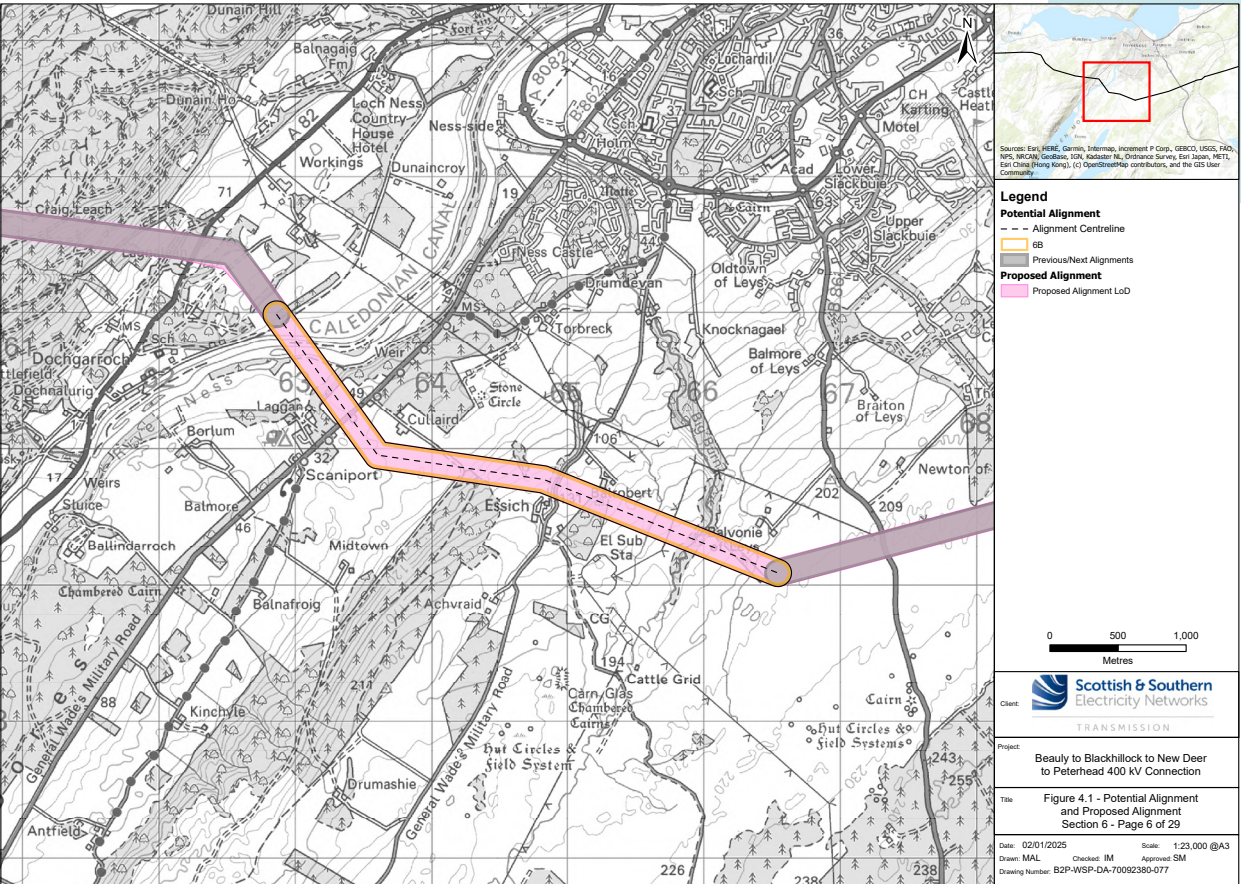 Dunain Hill
Fort
Balnagaig
Fm
A 8082
B862
16
36
Lochardil
Sch
Dunain Ho
A 82
Loch Ness
Country
House
Hotel
Ness-side
37
CH
Karting
Motel
Workings
Sch
Holm
Dunaincroy
Acad
Lower
Slackbuie
71
19
Cairn
63
Craig Leach
CALEDONIAN CANAL
Upper
Slackbuie
Ness Castle
44
Drumdevan
Oldtown
of Leys
B861
MS
MS
Torbreck
Knocknagael
Sch
Weir
Balmore
of Leys
Dochgarroch
Dochnalurig
Ness
63
64
65
66
67
68
49
Stone
Circle
Laggan
Culлaird
Braiton
of Leys
Borlum
106
17
32
Scaniport
Newton of
Weirs
Sluice
202
209
Balmore
46
Essich
Balvonie
Ballindarroch
Midtown
El Sub
Sta
Chambered Cairn
Balnafroig
Achvraid
CG
General Wade's Military Road
194
Cattle Grid
211
88
Carn Glas
Chambered
Cairns
Cairn
Kinchyle
Hut Circles &
Field System
Hut Circles &
Field Systems
General Wade's Military Road
243
255
Drumashie
Antfield
226
238
238
N
Sources: Esri, HERE, Garmin, Intermap, increment P Corp., GEBCO, USGS, FAO,
NPS, NRCAN, GeoBase, IGN, Kadaster NL, Ordnance Survey, Esri Japan, METI,
Esri China (Hong Kong), (c) OpenStreetMap contributors, and the GIS User
Community
Legend
Potential Alignment
Alignment Centreline
6B
Previous/Next Alignments
Proposed Alignment
Proposed Alignment LoD
0 500 1,000
Metres
Client:
Scottish & Southern
Electricity Networks
TRANSMISSION
Project:
Beauly to Blackhillock to New Deer
to Peterhead 400 kV Connection
Title
Figure 4.1 - Potential Alignment
and Proposed Alignment
Section 6 - Page 6 of 29
Date: 02/01/2025 Scale: 1:23,000 @A3
Drawn: MAL Checked: IM Approved: SM
Drawing Number: B2P-WSP-DA-70092380-077